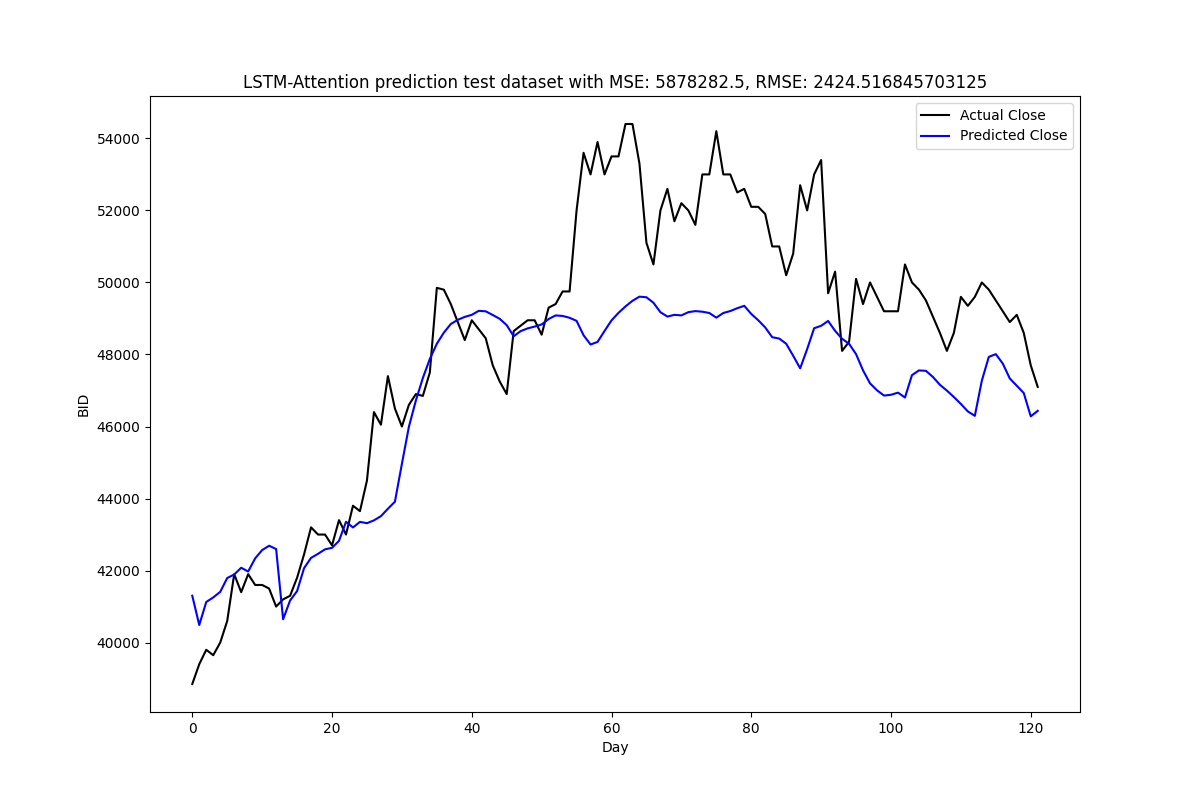 LSTM-Attention prediction test dataset with MSE: 5878282.5, RMSE: 2424.516845703125
Actual Close
Predicted Close
54000
52000
50000
48000
46000
44000
42000
40000
BID
0 20 40 60 80 100 120
Day